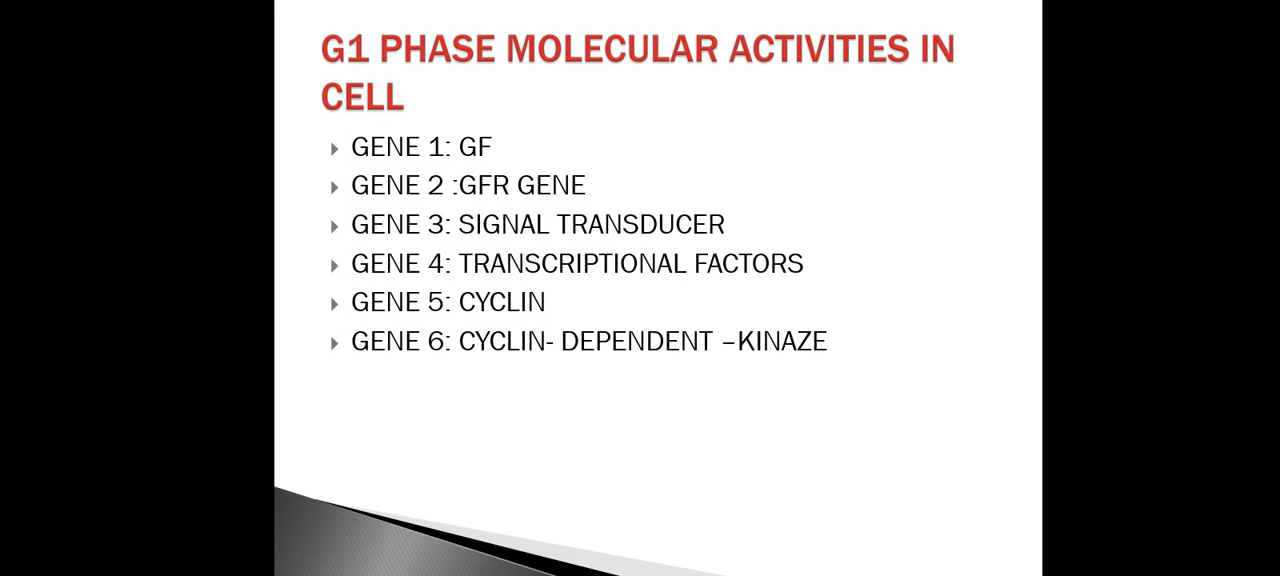 G1 PHASE MOLECULAR ACTIVITIES IN
CELL
GENE 1: GF
GENE 2 :GFR GENE
GENE 3: SIGNAL TRANSDUCER
GENE 4: TRANSCRIPTIONAL FACTORS
GENE 5: CYCLIN
GENE 6: CYCLIN- DEPENDENT –KINAZE